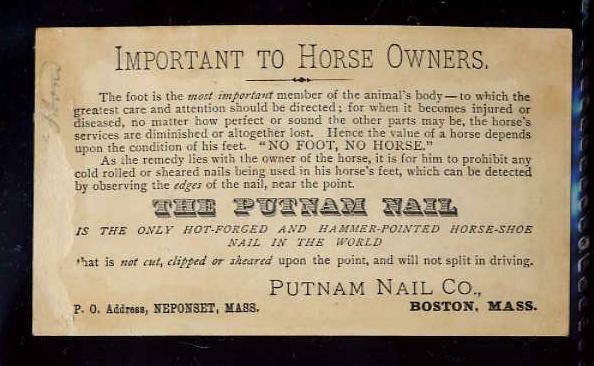 IMPORTANT TO HORSE OWNERS.
The foot is the most important member of the animal's body—to which the
greatest care and attention should be directed; for when it becomes injured or
diseased, no matter how perfect or sound the other parts may be, the horse's
services are diminished or altogether lost. Hence the value of a horse depends
upon the condition of his feet. "NO FOOT, NO HORSE."
As the remedy lies with the owner of the horse, it is for him to prohibit any
cold rolled or sheared nails being used in his horse's feet, which can be detected
by observing the edges of the nail, near the point.
THE PUTNAM NAIL
IS THE ONLY HOT-FORGED AND HAMMER-POINTED HORSE-SHOE
NAIL IN THE WORLD
that is not cut, clipped or sheared upon the point, and will not split in driving.
PUTNAM NAIL CO.,
P. O. Address, NEPONSET, MASS. BOSTON, MASS.